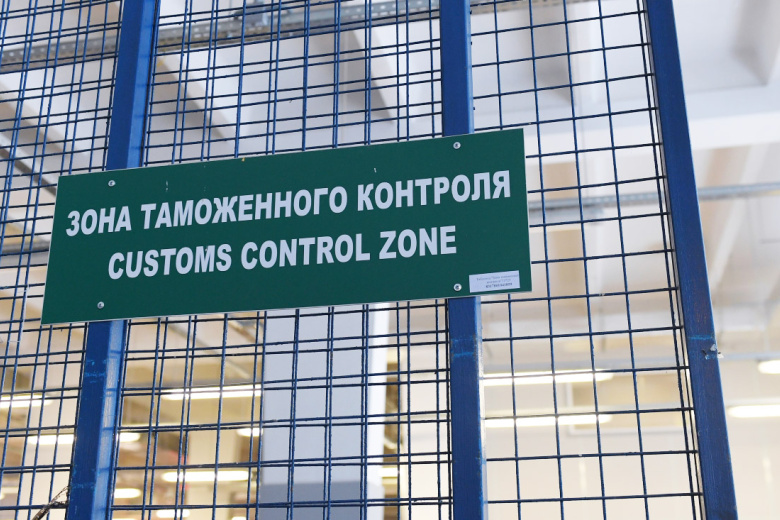 ЗОНА ТАМОЖЕННОГО КОНТРОЛЯ
CUSTOMS CONTROL ZONE